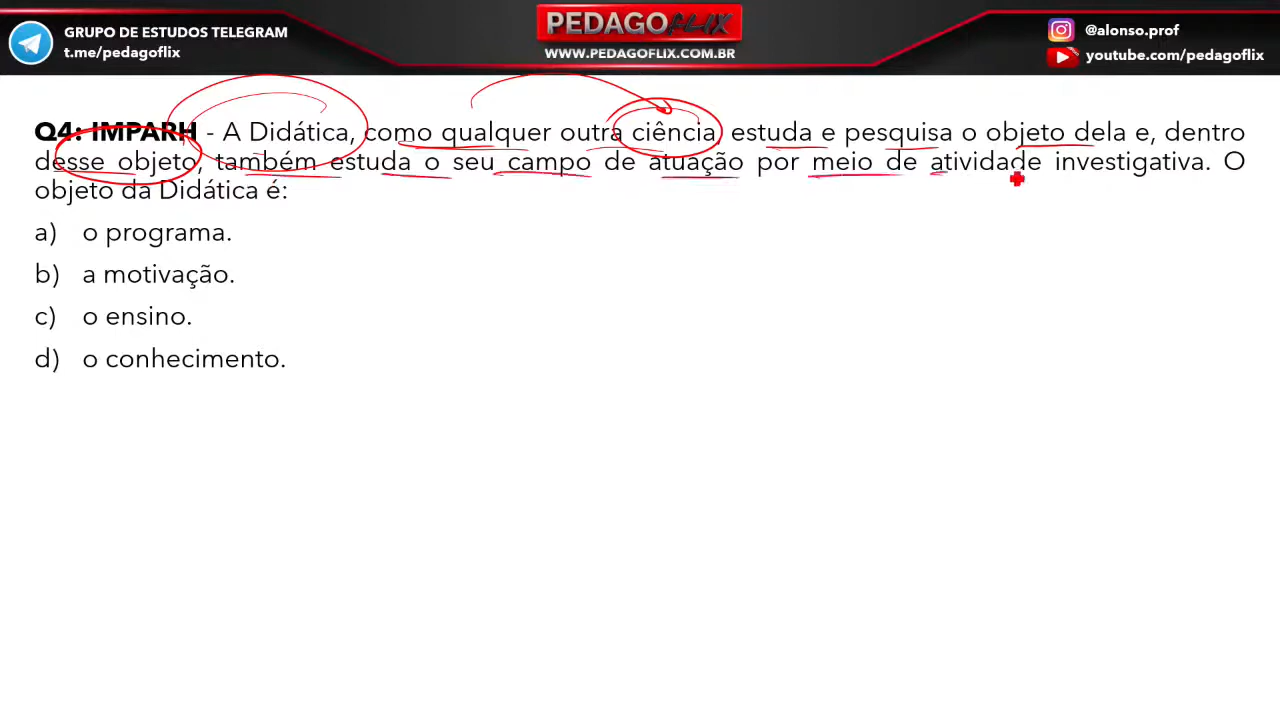 GRUPO DE ESTUDOS TELEGRAM
t.me/pedagoflix
PEDAGOFLIX
WWW.PEDAGOFLIX.COM.BR
@alonso.prof
youtube.com/pedagoflix
Q4: IMPARH - A Didática, como qualquer outra ciência, estuda e pesquisa o objeto dela e, dentro
desse objeto, também estuda o seu campo de atuação por meio de atividade investigativa. O
objeto da Didática é:
a) o programa.
b) a motivação.
c) o ensino.
d) o conhecimento.